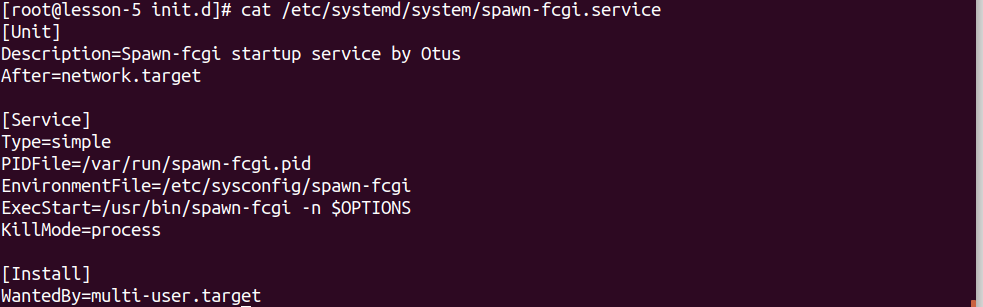 [root@lesson-5 init.d]# cat /etc/systemd/system/spawn-fcgi.service
[Unit]
Description=Spawn-fcgi startup service by Otus
After=network.target
[Service]
Type=simple
PIDFile=/var/run/spawn-fcgi.pid
EnvironmentFile=/etc/sysconfig/spawn-fcgi
ExecStart=/usr/bin/spawn-fcgi -n $OPTIONS
KillMode=process
[Install]
WantedBy=multi-user.target